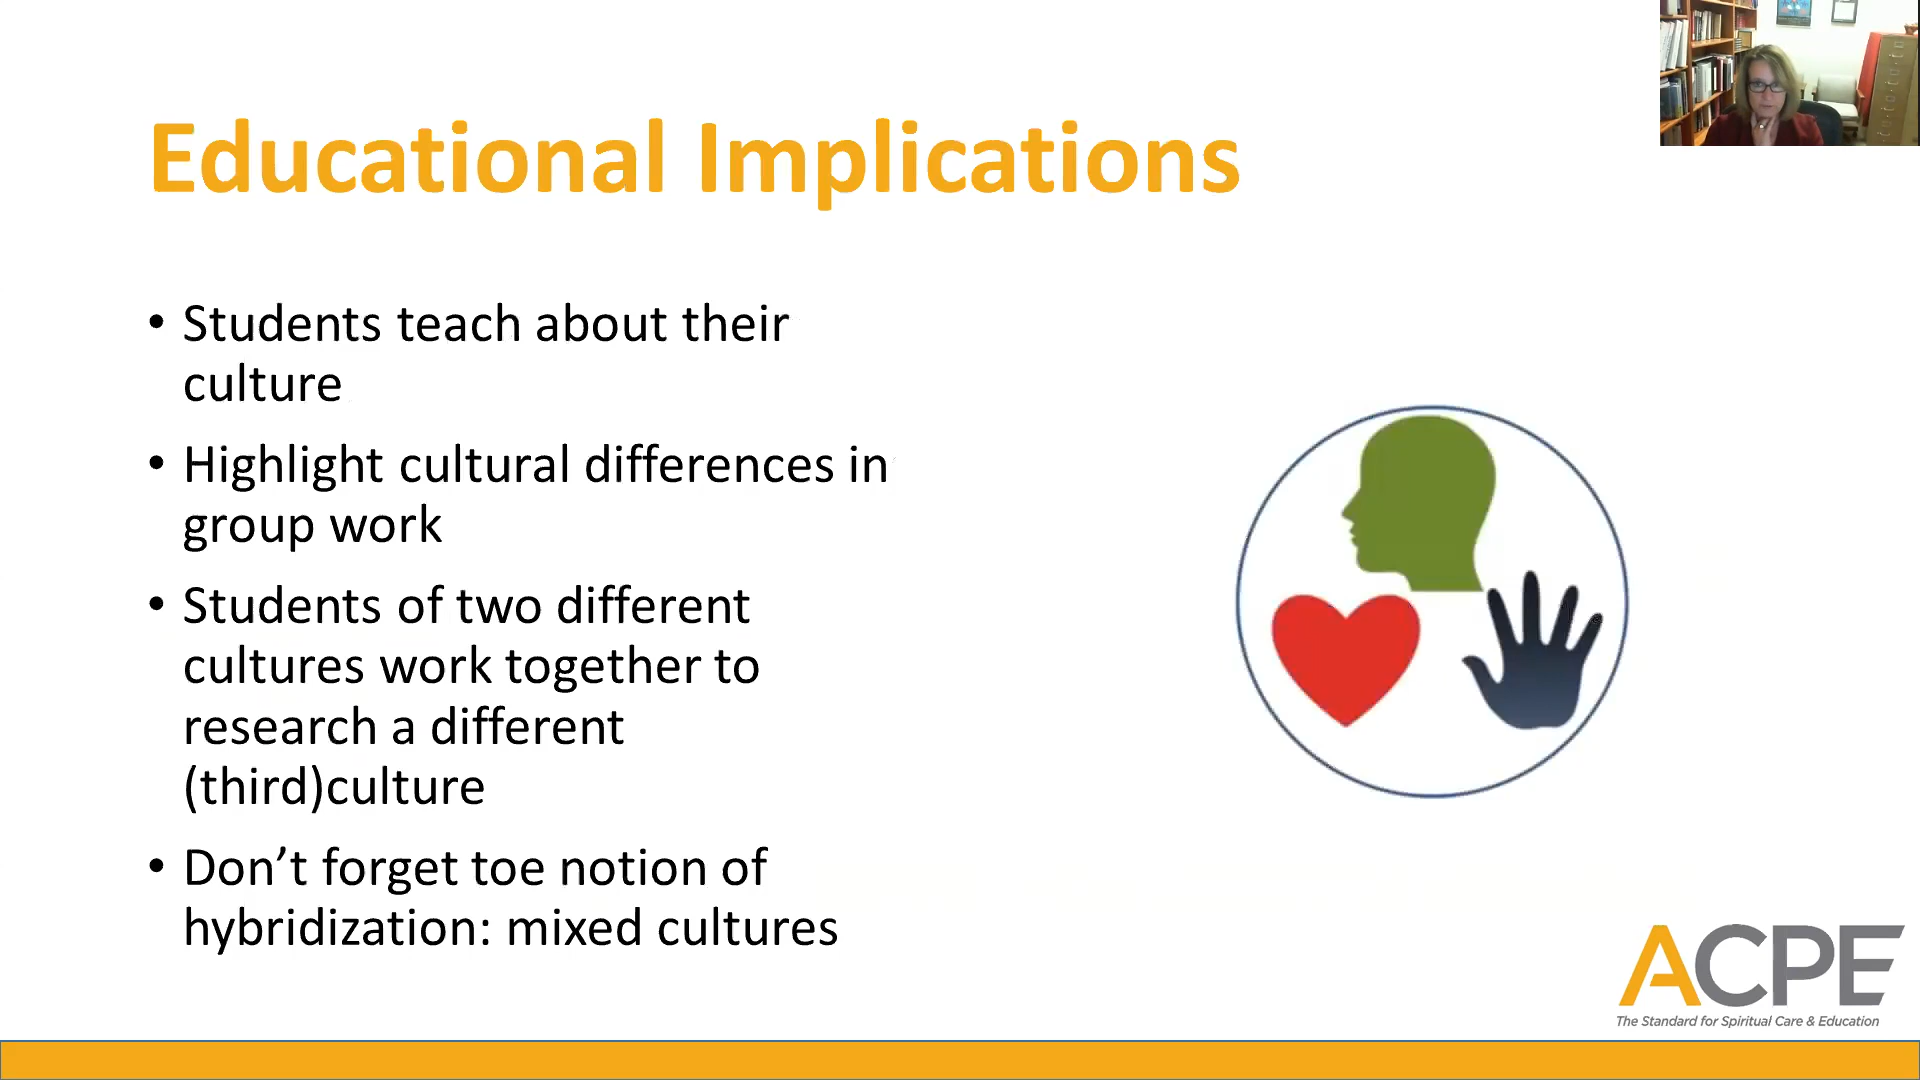 Educational Implications
• Students teach about their
culture
• Highlight cultural differences in
group work
• Students of two different
cultures work together to
research a different
(third)culture
• Don’t forget toe notion of
hybridization: mixed cultures
ACPE
The Standard for Spiritual Care & Education